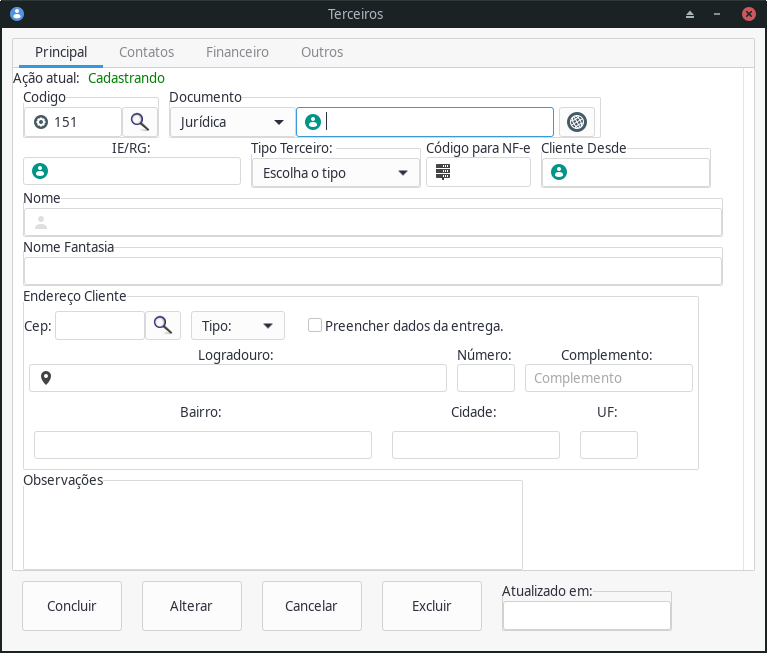 Terceiros
Principal Contatos Financeiro Outros
Ação atual: Cadastrando
Codigo Documento
151 Jurídica
IE/RG: Tipo Terceiro: Código para NF-e Cliente Desde
Escolha o tipo
Nome
Nome Fantasia
Endereço Cliente
Cep: Tipo: Preencher dados da entrega.
Logradouro: Número: Complemento:
Complemento
Bairro: Cidade: UF:
Observações
Concluir Alterar Cancelar Excluir Atualizado em: